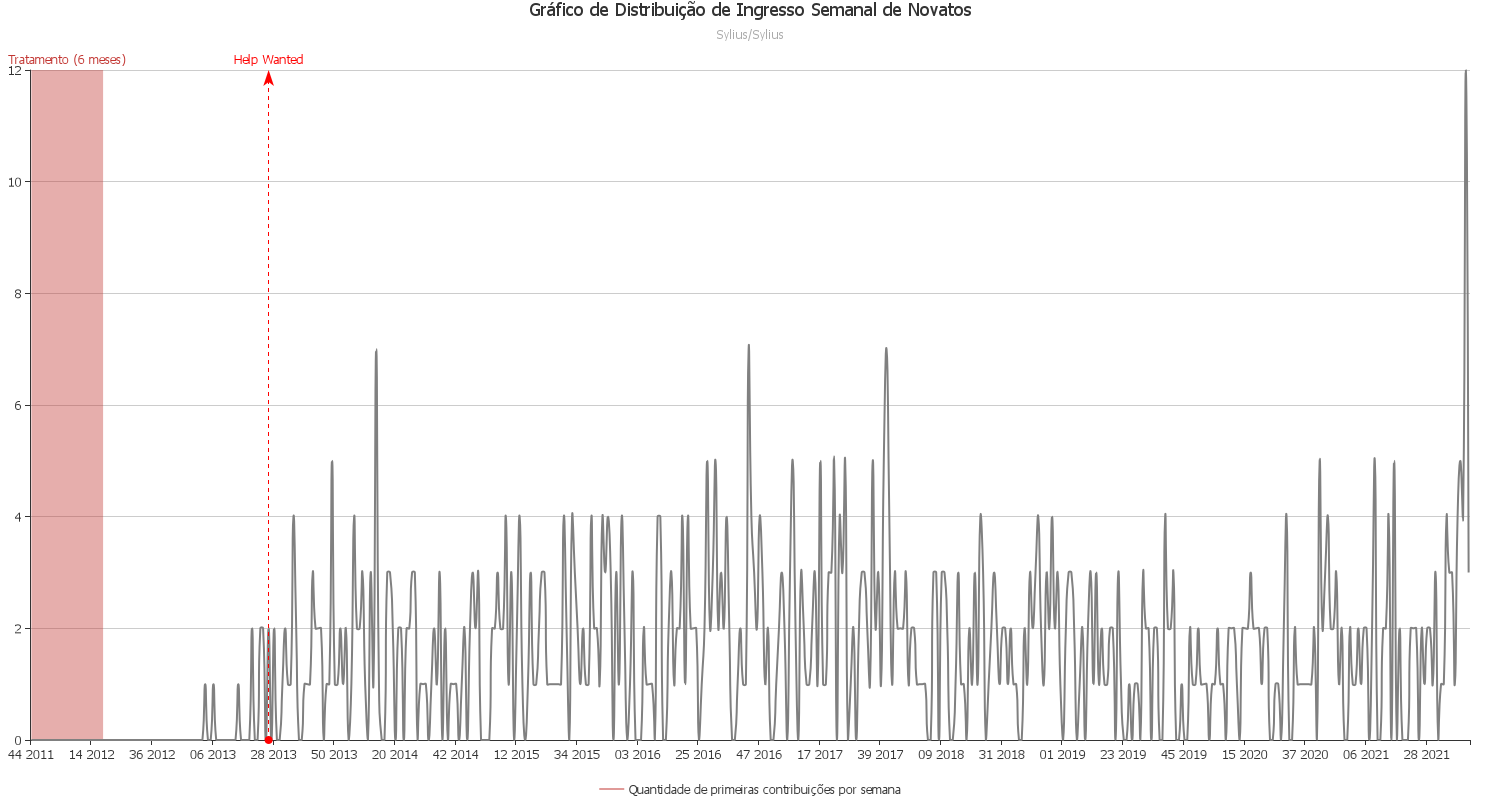 Gráfico de Distribuição de Ingresso Semanal de Novatos
Sylius/Sylius
Tratamento (6 meses) Help Wanted
12
10
8
6
4
2
0
44 2011 14 2012 36 2012 06 2013 28 2013 50 2013 20 2014 42 2014 12 2015 34 2015 03 2016 25 2016 47 2016 17 2017 39 2017 09 2018 31 2018 01 2019 23 2019 45 2019 15 2020 37 2020 06 2021 28 2021
Quantidade de primeiras contribuições por semana